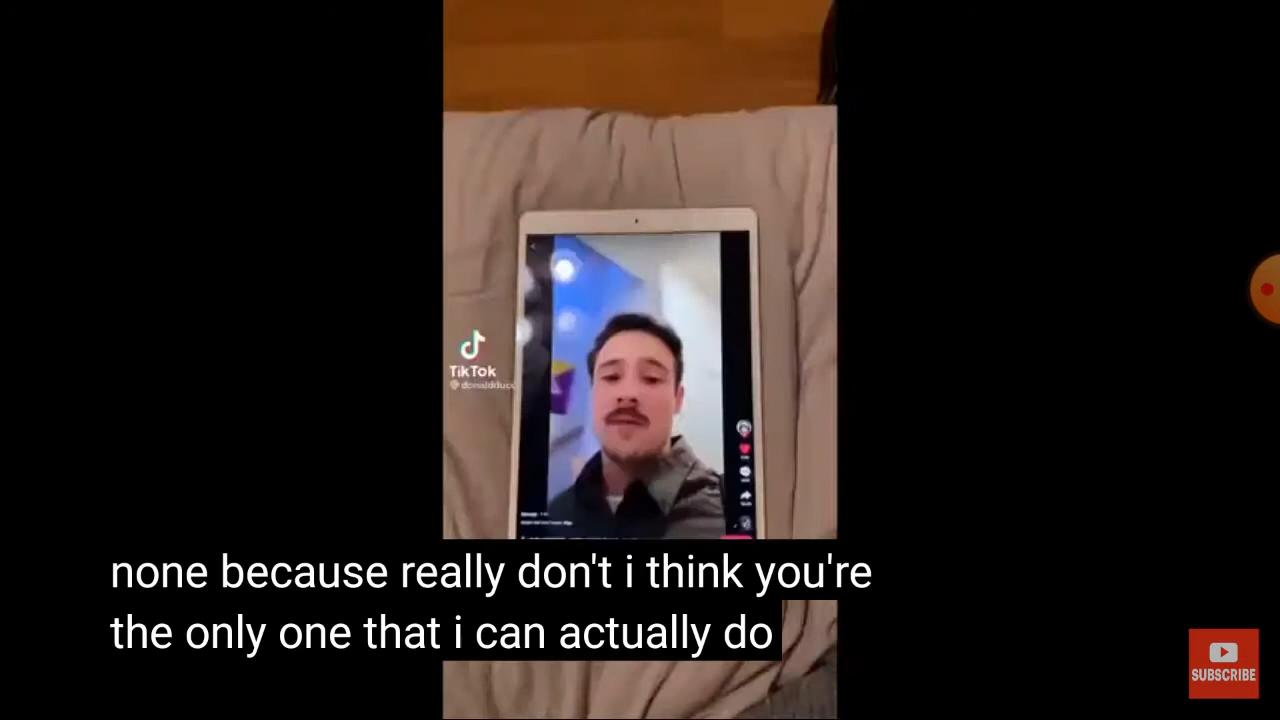 TikTok
none because really don't i think you're
the only one that i can actually do
SUBSCRIBE